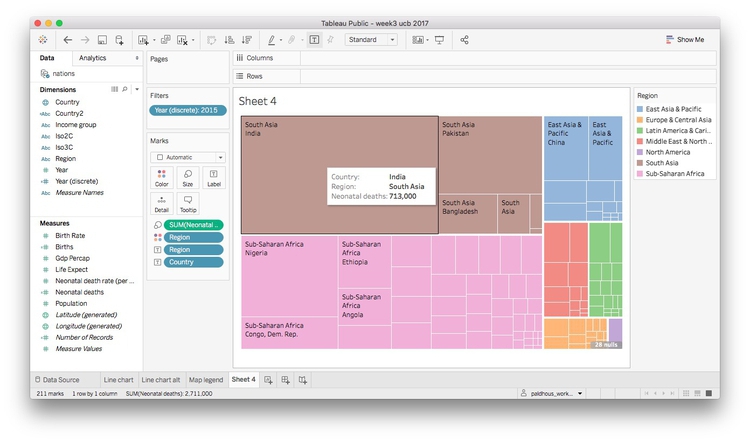 Tableau Public - week3 ucb 2017
Standard
Show Me
Data
Analytics
nations
Dimensions
Country
Abc Country2
Abc Income group
Abc Iso2C
Abc Iso3C
Abc Region
# Year
Abc Year (discrete)
Abc Measure Names
Measures
# Birth Rate
# Births
# Gdp Percap
# Life Expect
# Neonatal death rate (per ...
# Neonatal deaths
# Population
Latitude (generated)
Longitude (generated)
# Number of Records
# Measure Values
Pages
Filters
Year (discrete): 2015
Marks
Automatic
Color
Size
Label
Detail
Tooltip
SUM(Neonatal ..
Region
Region
Country
Columns
Rows
Sheet 4
South Asia
India
South Asia
Pakistan
South Asia
Bangladesh
South
Asia
Country: India
Region: South Asia
Neonatal deaths: 713,000
East Asia &
Pacific
China
East
Asia &
Pacific
Sub-Saharan Africa
Nigeria
Sub-Saharan
Africa
Ethiopia
Sub-Saharan
Africa
Angola
Sub-Saharan Africa
Congo, Dem. Rep.
28 nulls
Region
East Asia & Pacific
Europe & Central Asia
Latin America & Cari..
Middle East & North ..
North America
South Asia
Sub-Saharan Africa
Data Source
Line chart
Line chart alt
Map legend
Sheet 4
211 marks
1 row by 1 column
SUM(Neonatal deaths): 2,711,000
paldhous_work...